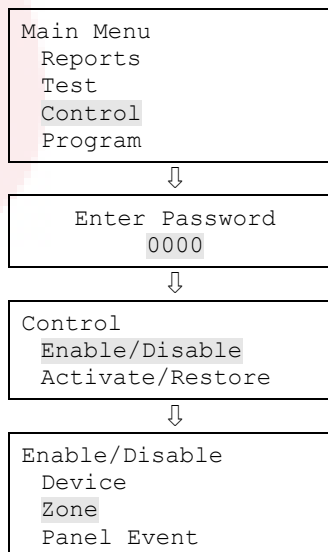 Main Menu
Reports
Test
Control
Program
⇩
Enter Password
0000
⇩
Control
Enable/Disable
Activate/Restore
⇩
Enable/Disable
Device
Zone
Panel Event